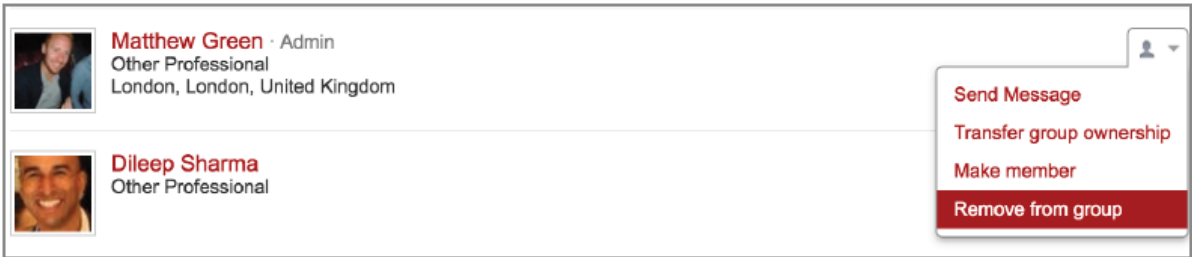 Matthew Green · Admin
Other Professional
London, London, United Kingdom
Send Message
Transfer group ownership
Make member
Remove from group
Dileep Sharma
Other Professional